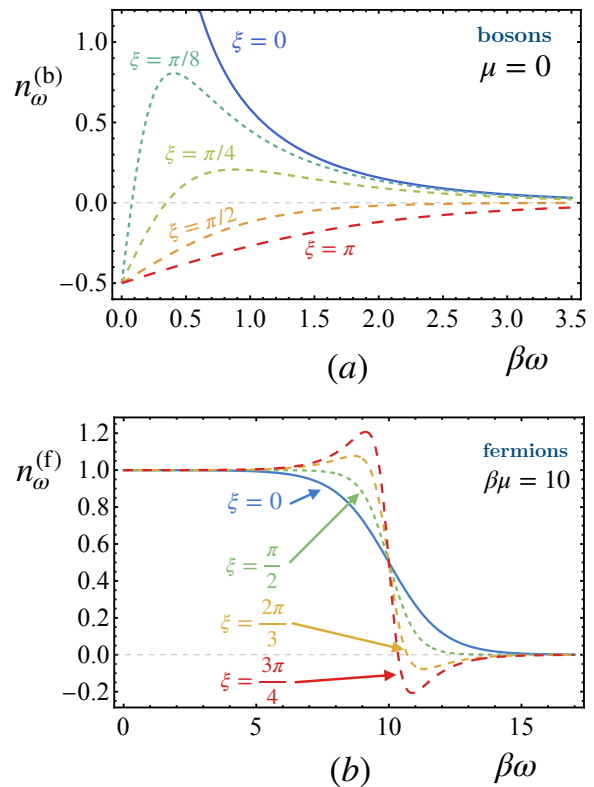 1.0
0.5
0.0
−0.5
n_ω^(b)
ξ = 0
bosons
μ = 0
ξ = π/8
ξ = π/4
ξ = π/2
ξ = π
0.0 0.5 1.0 1.5 2.0 2.5 3.0 3.5
(a) βω
1.2
1.0
0.8
0.6
0.4
0.2
0.0
−0.2
n_ω^(f)
fermions
βμ = 10
ξ = 0
ξ = π/2
ξ = 2π/3
ξ = 3π/4
0 5 10 15
(b) βω